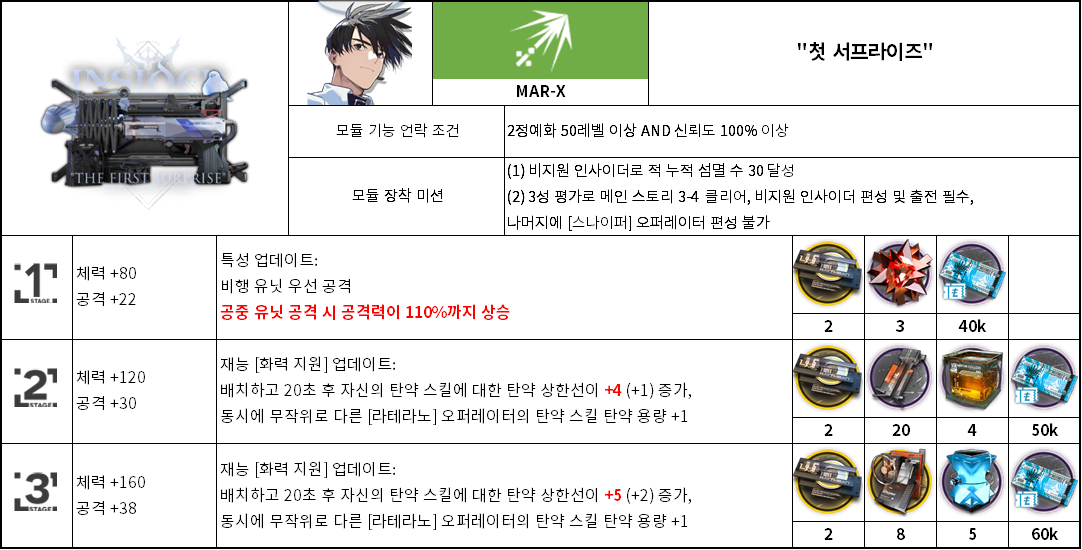 INSIDER
"THE FIRST SURPRISE"
MAR-X
"첫 서프라이즈"
모듈 기능 언락 조건
2정예화 50레벨 이상 AND 신뢰도 100% 이상
모듈 장착 미션
(1) 비지원 인사이더로 적 누적 섬멸 수 30 달성
(2) 3성 평가로 메인 스토리 3-4 클리어, 비지원 인사이더 편성 및 출전 필수,
나머지에 [스나이퍼] 오퍼레이터 편성 불가
1
STAGE
체력 +80
공격 +22
특성 업데이트:
비행 유닛 우선 공격
공중 유닛 공격 시 공격력이 110%까지 상승
2
3
40k
2
STAGE
체력 +120
공격 +30
재능 [화력 지원] 업데이트:
배치하고 20초 후 자신의 탄약 스킬에 대한 탄약 상한선이 +4 (+1) 증가,
동시에 무작위로 다른 [라테라노] 오퍼레이터의 탄약 스킬 탄약 용량 +1
2
20
4
50k
3
STAGE
체력 +160
공격 +38
재능 [화력 지원] 업데이트:
배치하고 20초 후 자신의 탄약 스킬에 대한 탄약 상한선이 +5 (+2) 증가,
동시에 무작위로 다른 [라테라노] 오퍼레이터의 탄약 스킬 탄약 용량 +1
2
8
5
60k